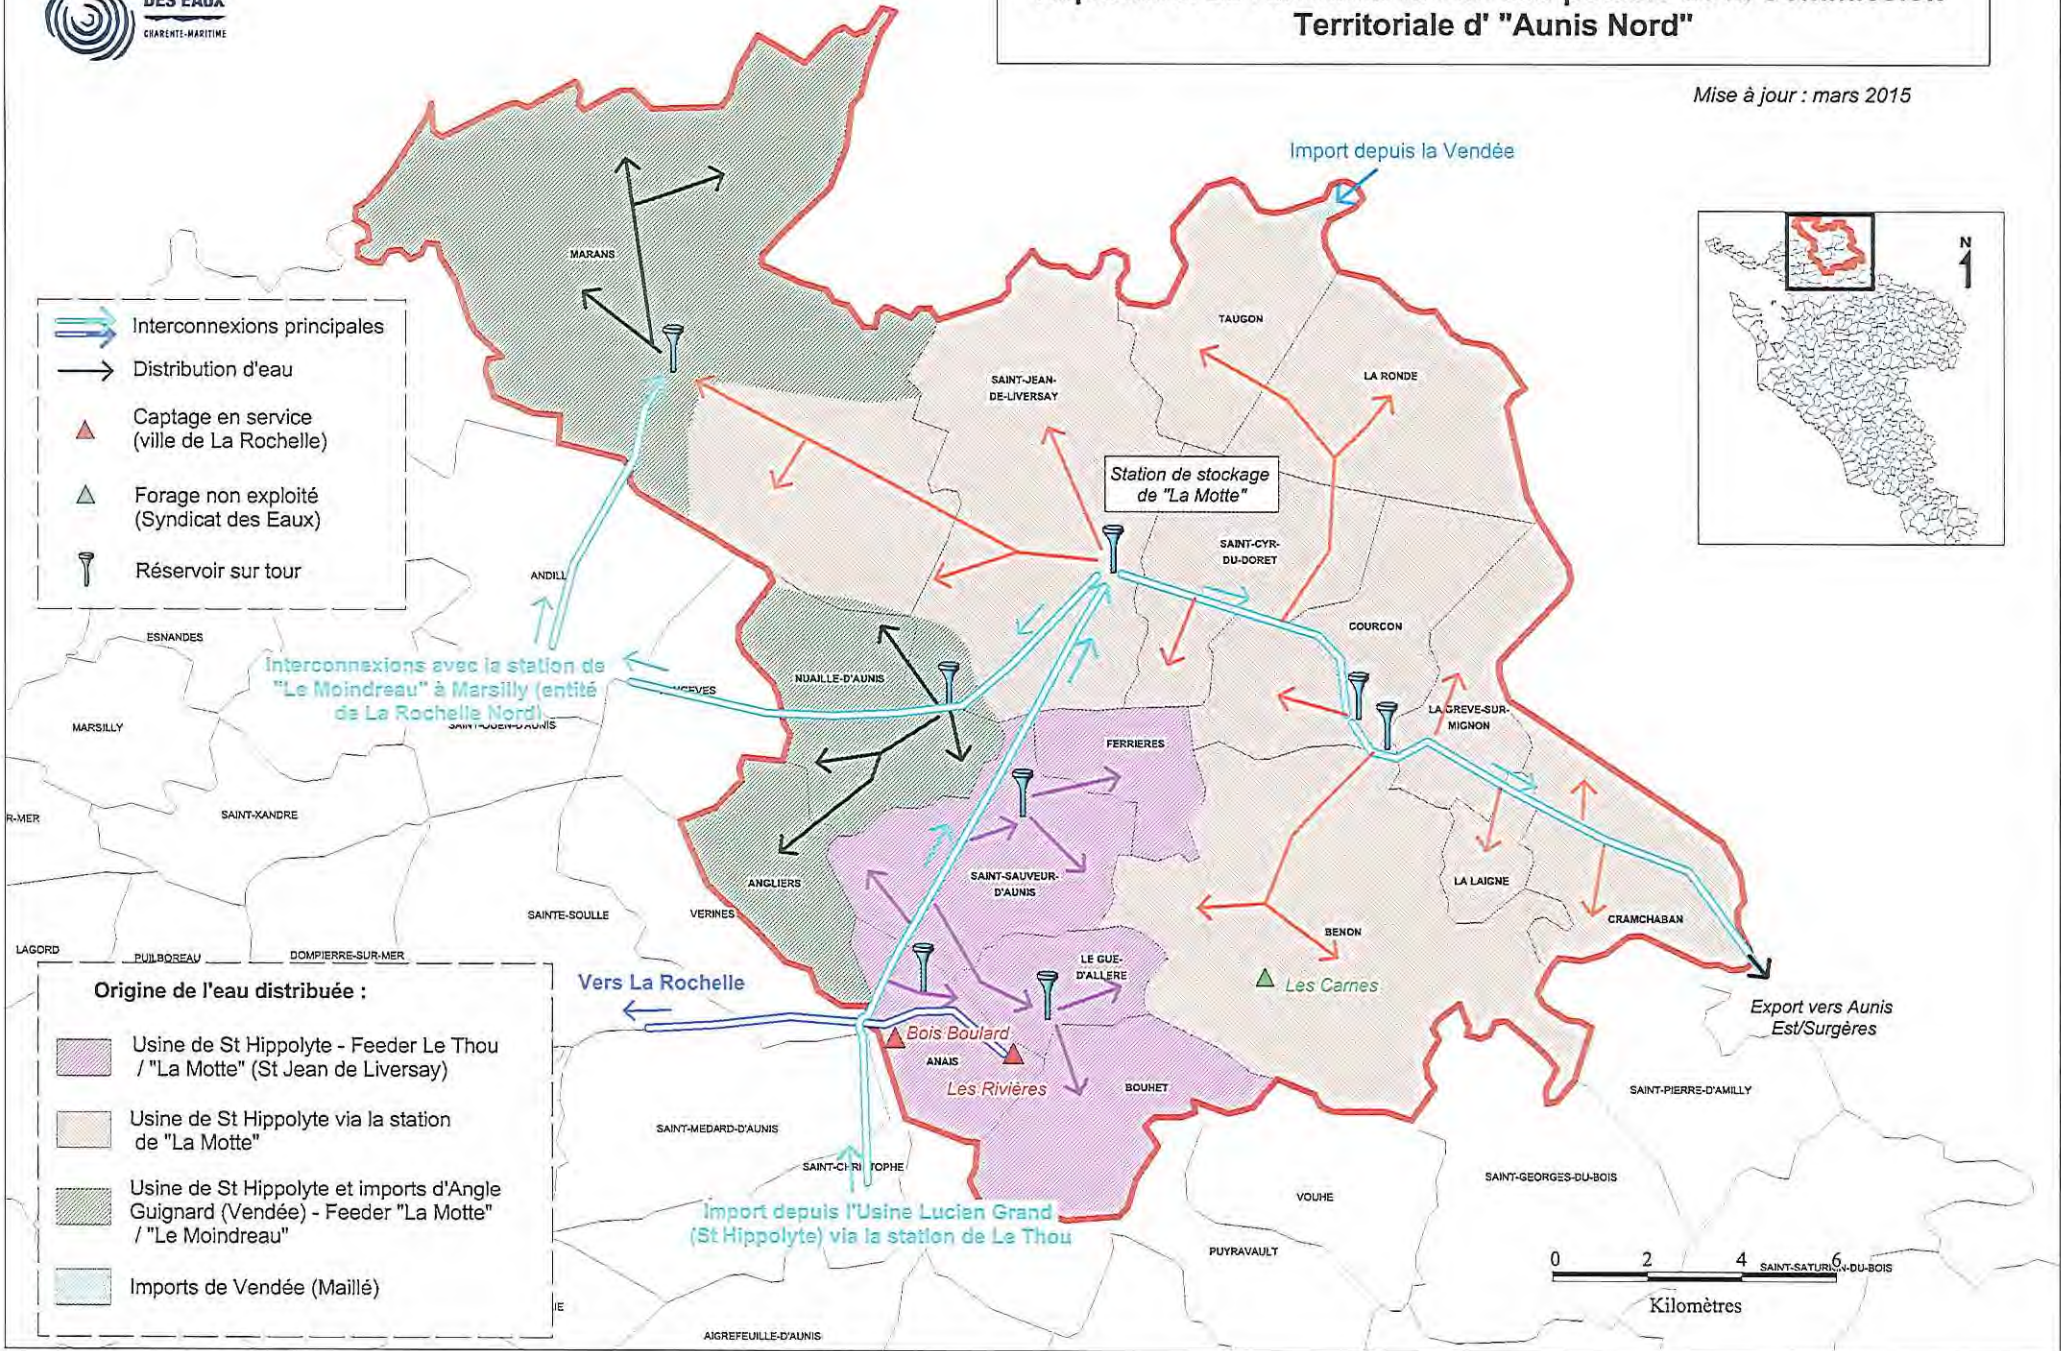 DES EAUX
CHARENTE-MARITIME
Territoriale d' "Aunis Nord"
Mise à jour : mars 2015
Import depuis la Vendée
N
MARANS
TAUGON
LA RONDE
SAINT-JEAN-
DE-LIVERSAY
Interconnexions principales
Distribution d'eau
Captage en service
(ville de La Rochelle)
Forage non exploité
(Syndicat des Eaux)
Réservoir sur tour
Station de stockage
de "La Motte"
SAINT-CYR-
DU-DORET
ANDILL
COURCON
ESNANDES
Interconnexions avec la station de
"Le Moindreau" à Marsilly (entité
de La Rochelle Nord)
NUAILLE-D'AUNIS
LA GREVE-SUR-
MIGNON
MARSILLY
SAINT-OUEN-D'AUNIS
FERRIERES
R-MER
SAINT-XANDRE
ANGLIERS
SAINT-SAUVEUR-
D'AUNIS
LA LAIGNE
SAINTE-SOULLE
VERINES
CRAMCHABAN
BENON
LAGORD
PUILBOREAU
DOMPIERRE-SUR-MER
LE GUE-
D'ALLERE
Les Carnes
Vers La Rochelle
Export vers Aunis
Est/Surgères
Bois Boulard
ANAIS
Les Rivières
BOUHET
SAINT-PIERRE-D'AMILLY
Origine de l'eau distribuée :
Usine de St Hippolyte - Feeder Le Thou
/ "La Motte" (St Jean de Liversay)
Usine de St Hippolyte via la station
de "La Motte"
Usine de St Hippolyte et imports d'Angle
Guignard (Vendée) - Feeder "La Motte"
/ "Le Moindreau"
Imports de Vendée (Maillé)
SAINT-MEDARD-D'AUNIS
SAINT-CHRISTOPHE
SAINT-GEORGES-DU-BOIS
VOUHE
Import depuis l'Usine Lucien Grand
(St Hippolyte) via la station de Le Thou
PUYRAVAULT
0 2 4 6
SAINT-SATURNIN-DU-BOIS
Kilomètres
IE
AIGREFEUILLE-D'AUNIS